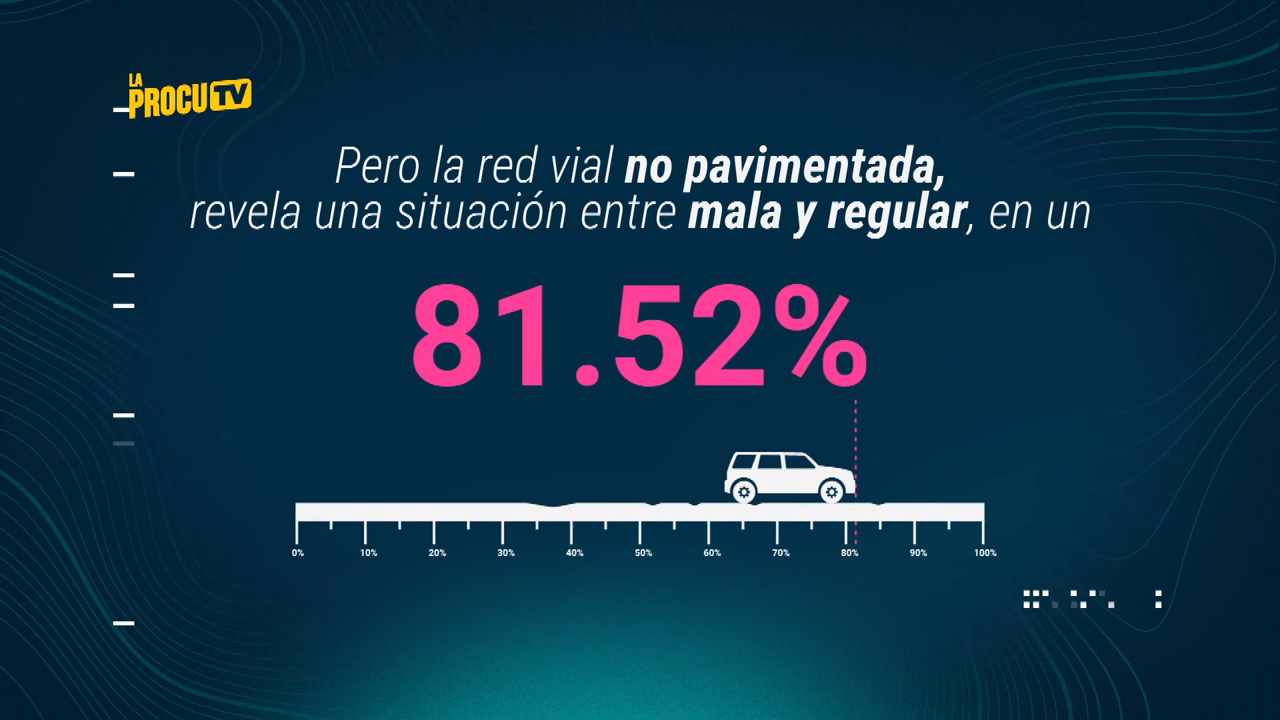 LA
PROCU TV
Pero la red vial no pavimentada,
revela una situación entre mala y regular, en un
81.52%
0% 10% 20% 30% 40% 50% 60% 70% 80% 90% 100%